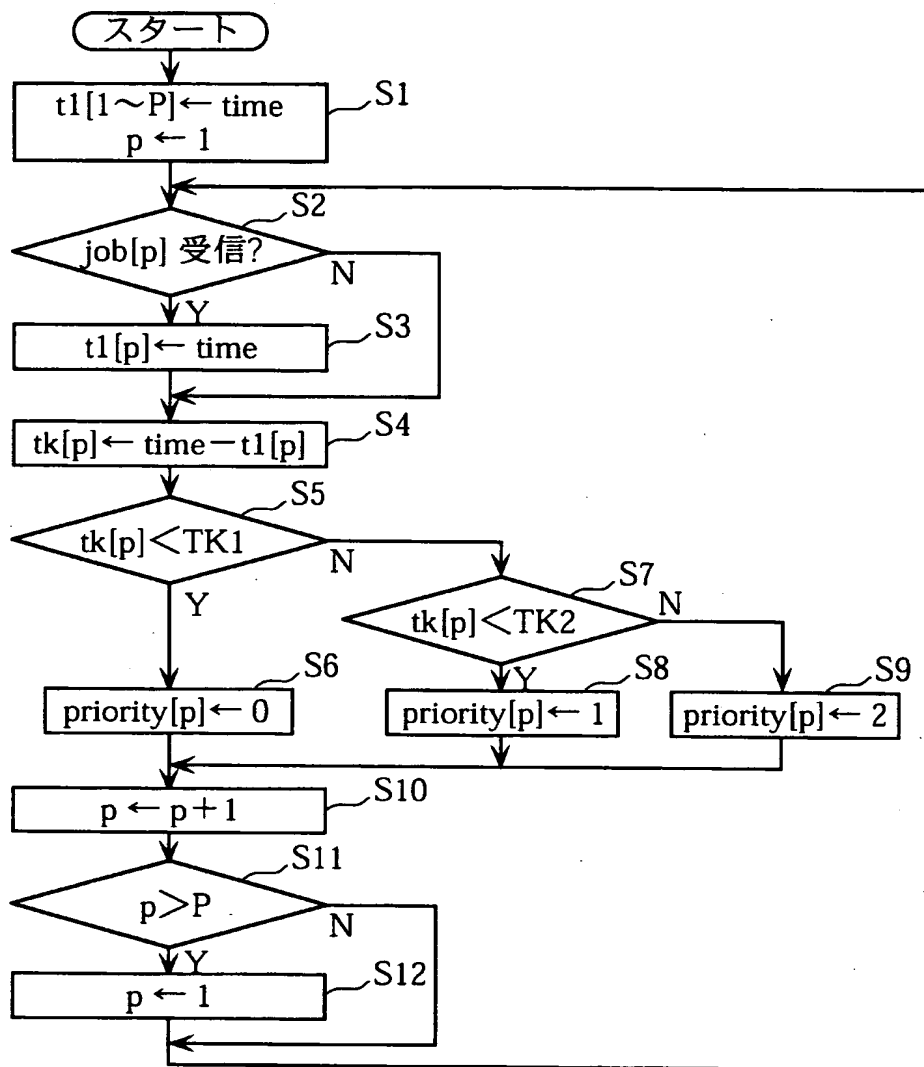 スタート
t1[1～P]← time
p ← 1
S1
S2
job[p] 受信?
N
Y
S3
t1[p]← time
S4
tk[p]← time－t1[p]
S5
tk[p]＜TK1
N
Y
S7
tk[p]＜TK2
N
Y
S6
priority[p]← 0
S8
priority[p]← 1
S9
priority[p]← 2
S10
p ← p＋1
S11
p＞P
N
Y
S12
p ← 1